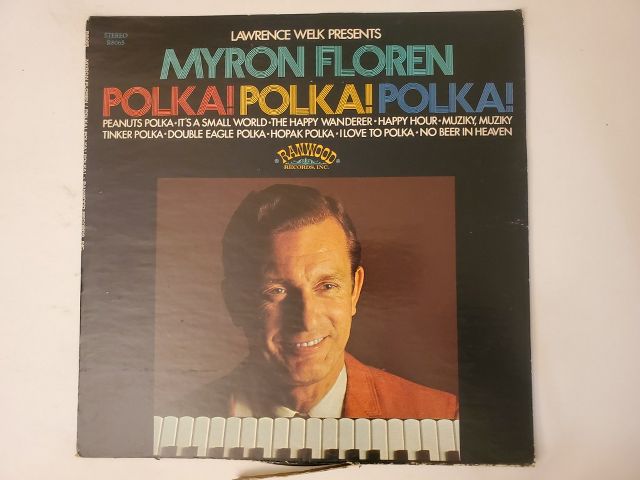 STEREO
R8065
LAWRENCE WELK PRESENTS
MYRON FLOREN
POLKA! POLKA! POLKA!
PEANUTS POLKA • IT'S A SMALL WORLD • THE HAPPY WANDERER • HAPPY HOUR • MUZIKY, MUZIKY
TINKER POLKA • DOUBLE EAGLE POLKA • HOPAK POLKA • I LOVE TO POLKA • NO BEER IN HEAVEN
RANWOOD
RECORDS, INC.